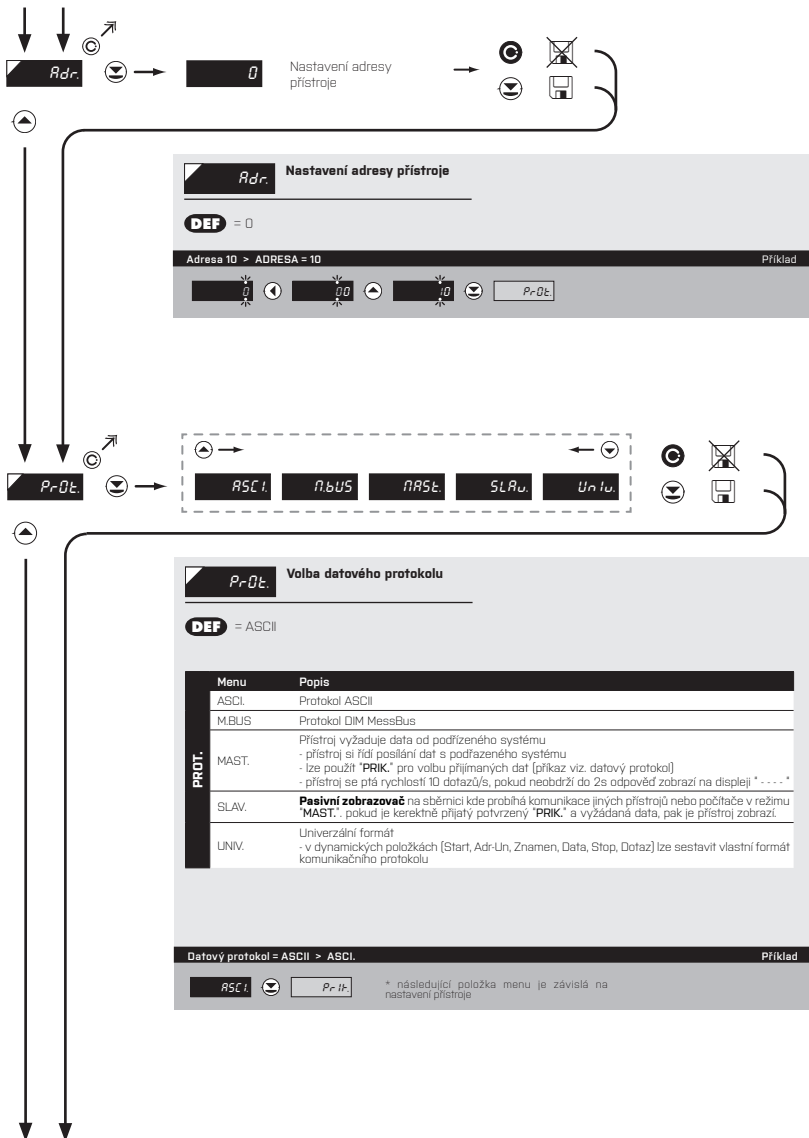 Adr.
0
Nastavení adresy
přístroje
Adr.
Nastavení adresy přístroje
DEF = 0
Adresa 10 > ADRESA = 10
Příklad
0
00
10
Prot.
Prot.
ASCI.
M.bUS
MASt.
SLAv.
Univ.
Prot.
Volba datového protokolu
DEF = ASCII
Menu Popis
PROT.
ASCI. Protokol ASCII
M.BUS Protokol DIM MessBus
MAST.
Přístroj vyžaduje data od podřízeného systému
- přístroj si řídí posílání dat s podřazeného systému
- lze použít "PRIK." pro volbu přijímaných dat (příkaz viz. datový protokol)
- přístroj se ptá rychlostí 10 dotazů/s, pokud neobdrží do 2s odpověď zobrazí na displeji " - - - - "
SLAV.
Pasivní zobrazovač na sběrnici kde probíhá komunikace jiných přístrojů nebo počítače v režimu
"MAST.". pokud je kerektně přijatý potvrzený "PRIK." a vyžádaná data, pak je přístroj zobrazí.
UNIV.
Univerzální formát
- v dynamických položkách (Start, Adr-Un, Znamen, Data, Stop, Dotaz) lze sestavit vlastní formát
komunikačního protokolu
Datový protokol = ASCII > ASCI.
Příklad
ASCI.
Prik.
* následující položka menu je závislá na
nastavení přístroje